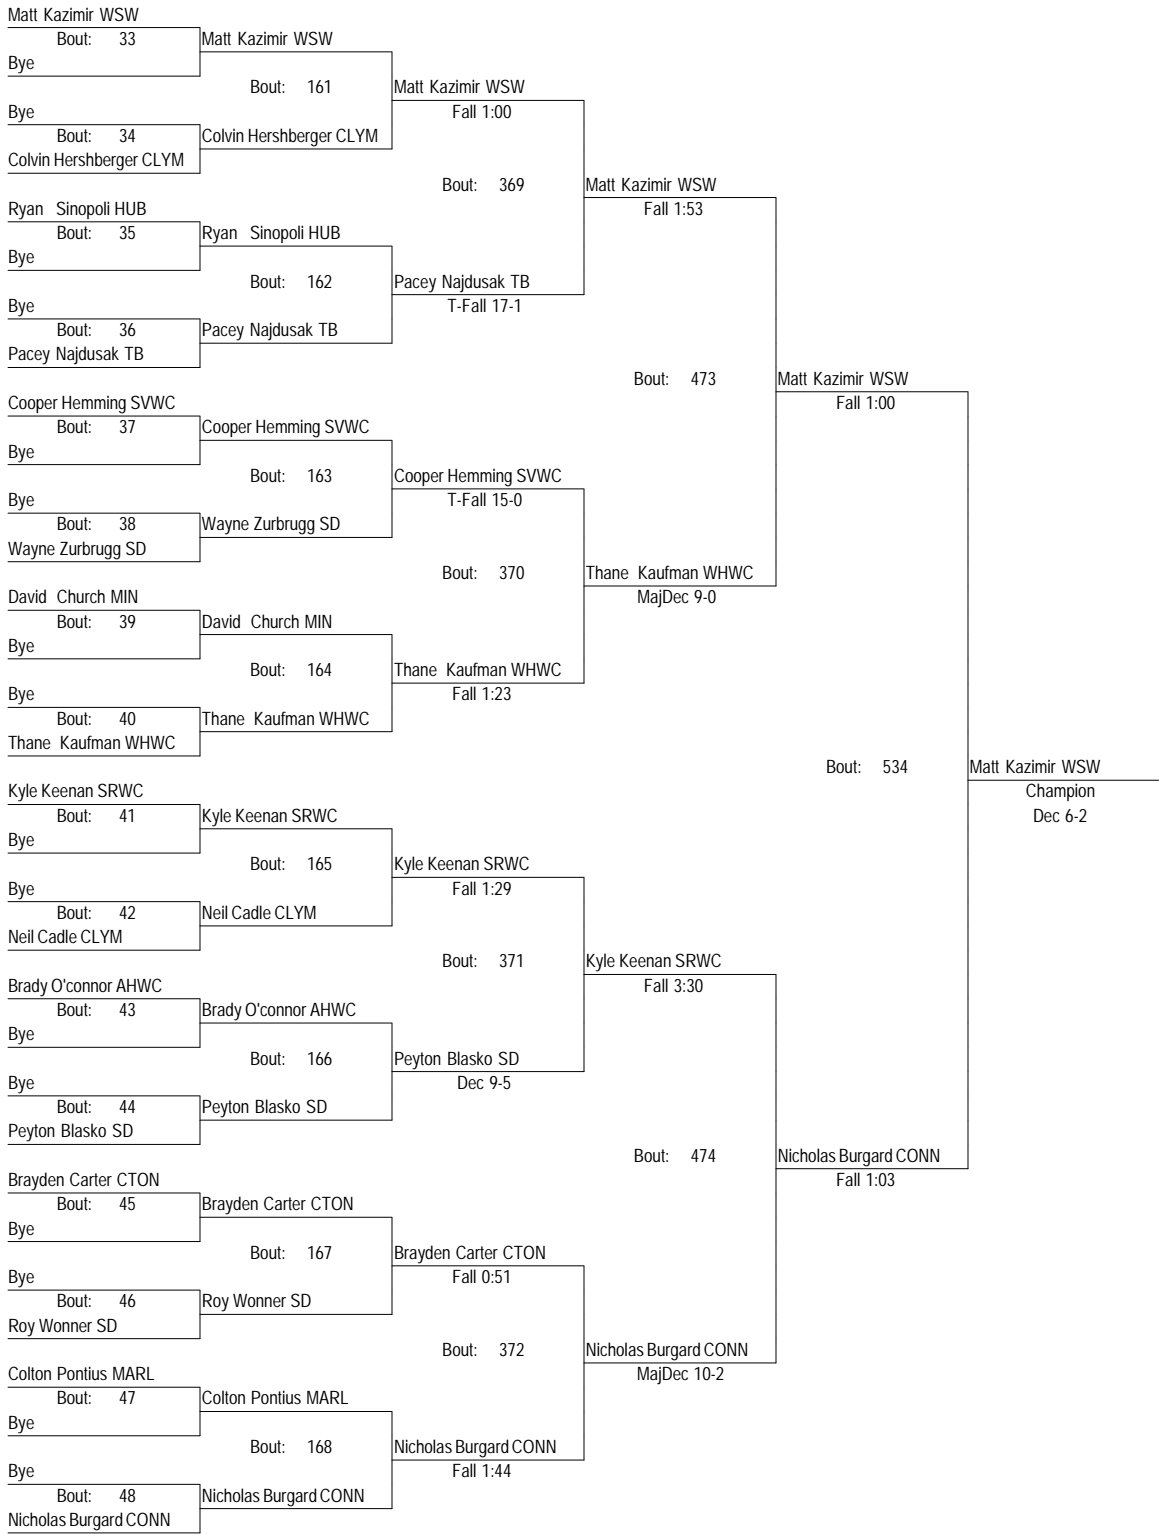 Matt Kazimir WSW
Bout: 33
Matt Kazimir WSW
Bye
Bout: 161
Matt Kazimir WSW
Bye
Fall 1:00
Bout: 34
Colvin Hershberger CLYM
Colvin Hershberger CLYM
Bout: 369
Matt Kazimir WSW
Ryan Sinopoli HUB
Fall 1:53
Bout: 35
Ryan Sinopoli HUB
Bye
Bout: 162
Pacey Najdusak TB
Bye
T-Fall 17-1
Bout: 36
Pacey Najdusak TB
Pacey Najdusak TB
Bout: 473
Matt Kazimir WSW
Cooper Hemming SVWC
Fall 1:00
Bout: 37
Cooper Hemming SVWC
Bye
Bout: 163
Cooper Hemming SVWC
Bye
T-Fall 15-0
Bout: 38
Wayne Zurbrugg SD
Wayne Zurbrugg SD
Bout: 370
Thane Kaufman WHWC
David Church MIN
MajDec 9-0
Bout: 39
David Church MIN
Bye
Bout: 164
Thane Kaufman WHWC
Bye
Fall 1:23
Bout: 40
Thane Kaufman WHWC
Thane Kaufman WHWC
Bout: 534
Matt Kazimir WSW
Kyle Keenan SRWC
Champion
Bout: 41
Kyle Keenan SRWC
Dec 6-2
Bye
Bout: 165
Kyle Keenan SRWC
Bye
Fall 1:29
Bout: 42
Neil Cadle CLYM
Neil Cadle CLYM
Bout: 371
Kyle Keenan SRWC
Brady O'connor AHWC
Fall 3:30
Bout: 43
Brady O'connor AHWC
Bye
Bout: 166
Peyton Blasko SD
Bye
Dec 9-5
Bout: 44
Peyton Blasko SD
Peyton Blasko SD
Bout: 474
Nicholas Burgard CONN
Brayden Carter CTON
Fall 1:03
Bout: 45
Brayden Carter CTON
Bye
Bout: 167
Brayden Carter CTON
Bye
Fall 0:51
Bout: 46
Roy Wonner SD
Roy Wonner SD
Bout: 372
Nicholas Burgard CONN
Colton Pontius MARL
MajDec 10-2
Bout: 47
Colton Pontius MARL
Bye
Bout: 168
Nicholas Burgard CONN
Bye
Fall 1:44
Bout: 48
Nicholas Burgard CONN
Nicholas Burgard CONN